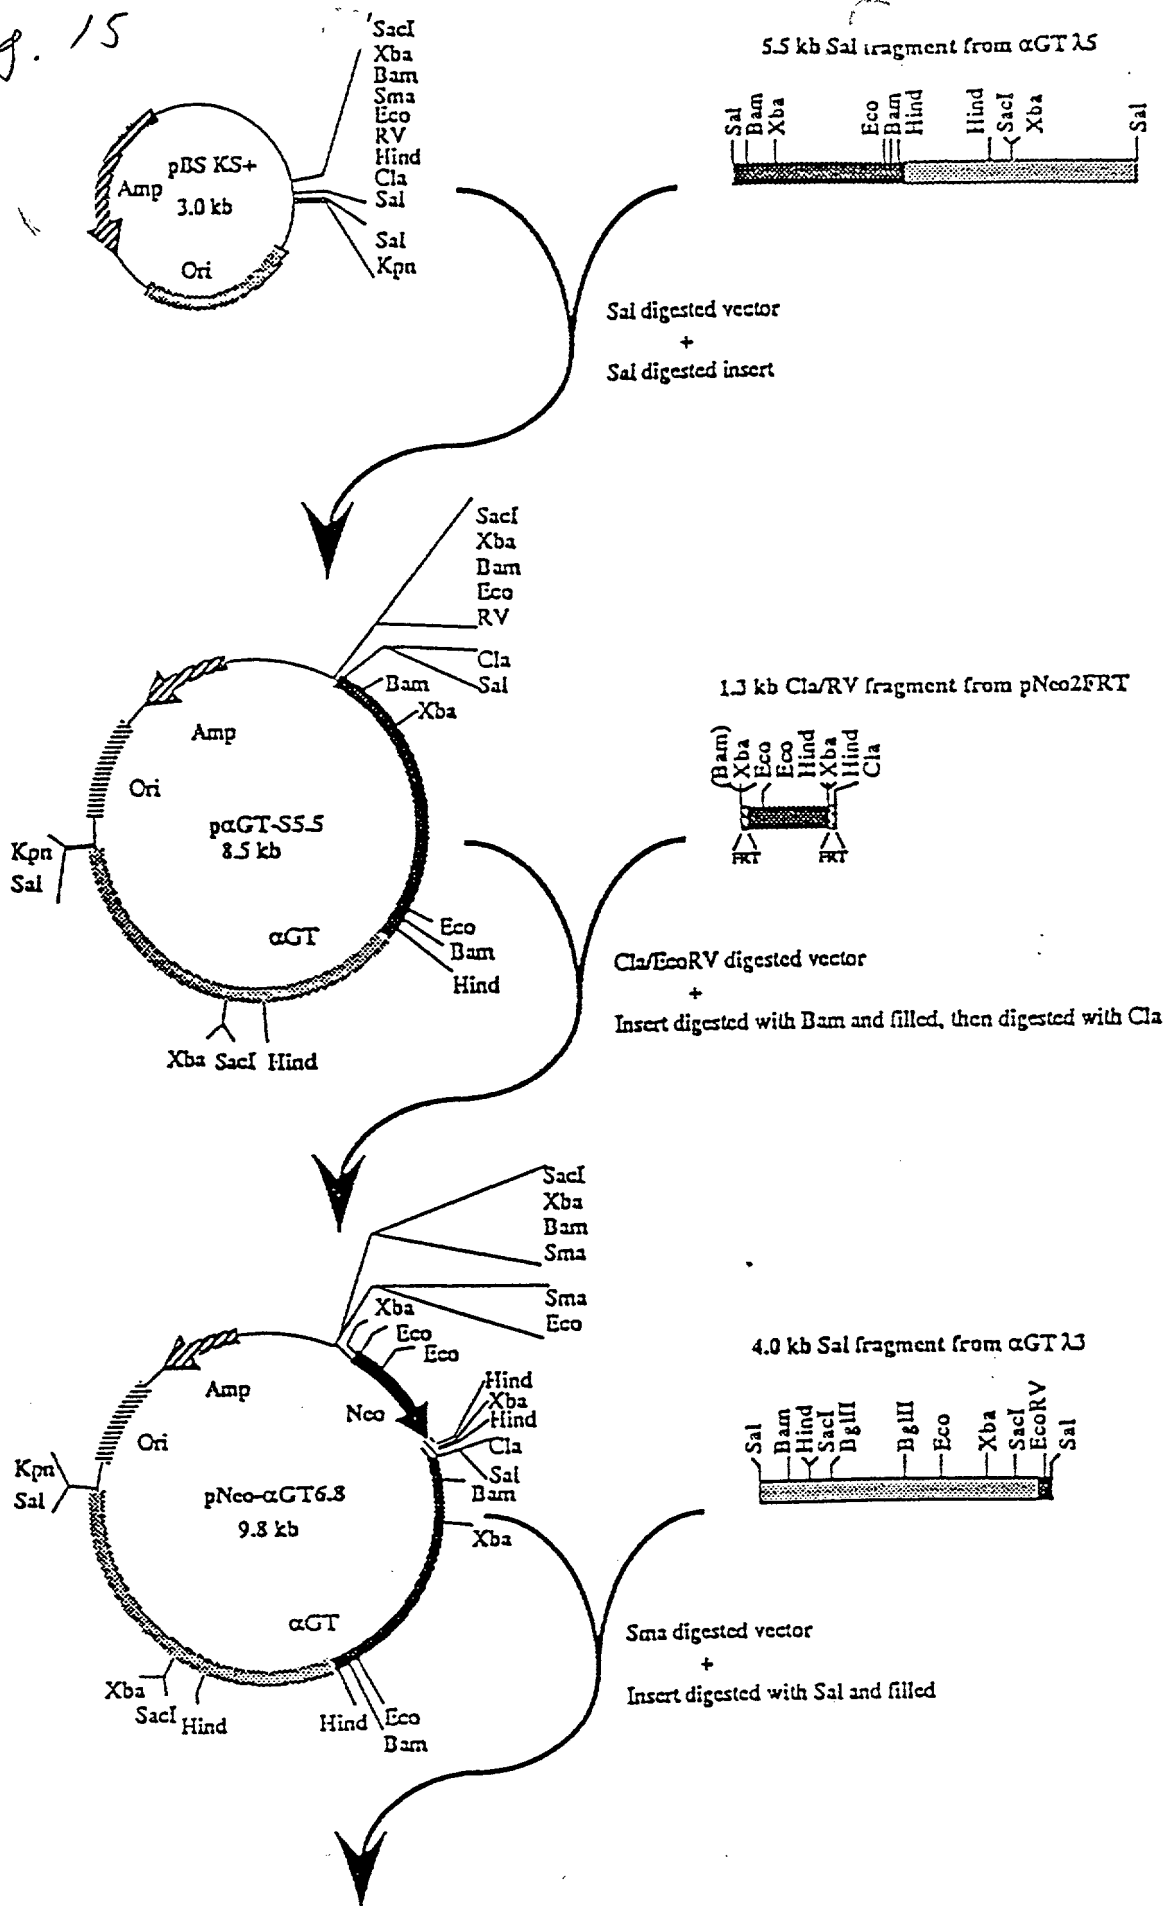 g. 15
SacI
Xba
Bam
Sma
Eco
RV
Hind
Cla
Sal
Sal
Kpn
pBS KS+
3.0 kb
Amp
Ori
5.5 kb Sal fragment from αGT λ5
Sal
Bam
Xba
Eco
Bam
Hind
Hind
SacI
Xba
Sal
Sal digested vector
+
Sal digested insert
SacI
Xba
Bam
Eco
RV
Cla
Sal
Bam
Xba
Amp
Ori
pαGT-S5.5
8.5 kb
Kpn
Sal
αGT
Eco
Bam
Hind
Xba SacI Hind
1.3 kb Cla/RV fragment from pNeo2FRT
(Bam)
Xba
Eco
Eco
Hind
Xba
Hind
Cla
FRT FRT
Cla/EcoRV digested vector
+
Insert digested with Bam and filled, then digested with Cla
SacI
Xba
Bam
Sma
Sma
Eco
Xba
Eco
Eco
Hind
Xba
Hind
Cla
Sal
Bam
Xba
Amp
Neo
Ori
Kpn
Sal
pNeo-αGT6.8
9.8 kb
αGT
Xba
SacI
Hind
Hind
Eco
Bam
4.0 kb Sal fragment from αGT λ3
Sal
Bam
Hind
SacI
BglII
BglII
Eco
Xba
SacI
EcoRV
Sal
Sma digested vector
+
Insert digested with Sal and filled